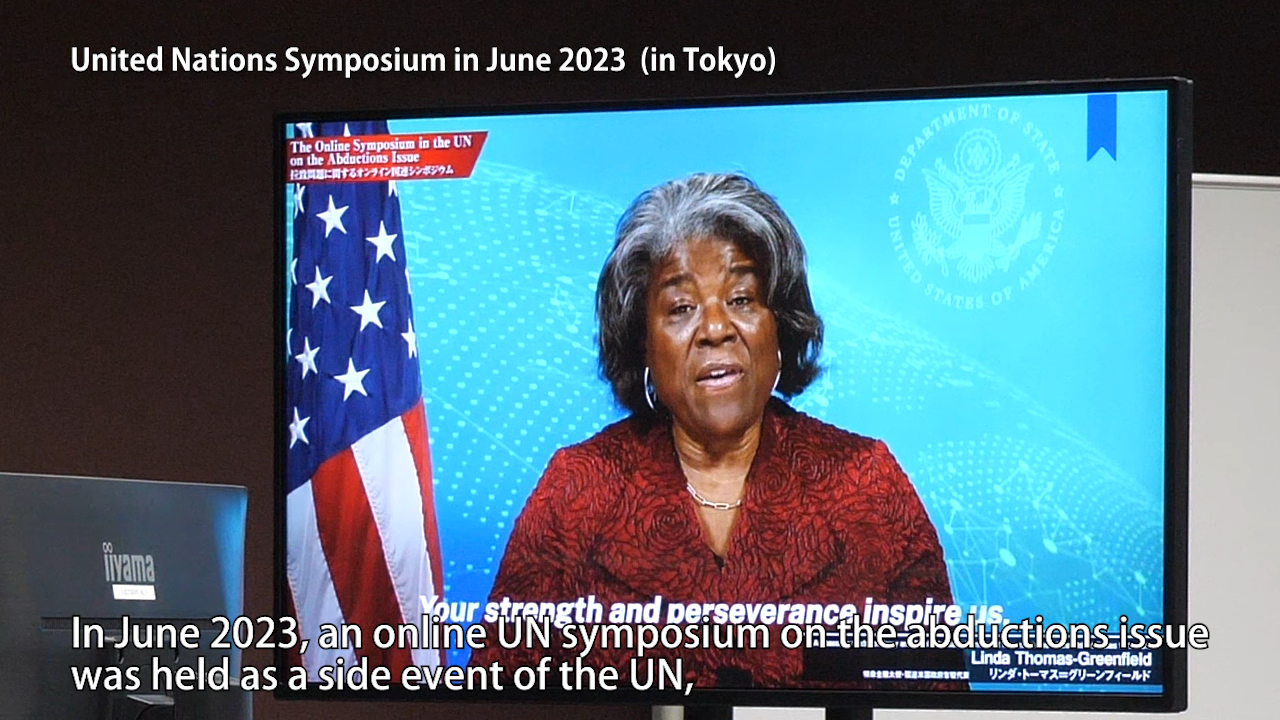 United Nations Symposium in June 2023 (in Tokyo)
The Online Symposium in the UN
on the Abductions Issue
拉致問題に関するオンライン国連シンポジウム
DEPARTMENT OF STATE
UNITED STATES OF AMERICA
iiyama
Your strength and perseverance inspire us.
In June 2023, an online UN symposium on the abductions issue
was held as a side event of the UN,
Linda Thomas-Greenfield
リンダ・トーマス=グリーンフィールド